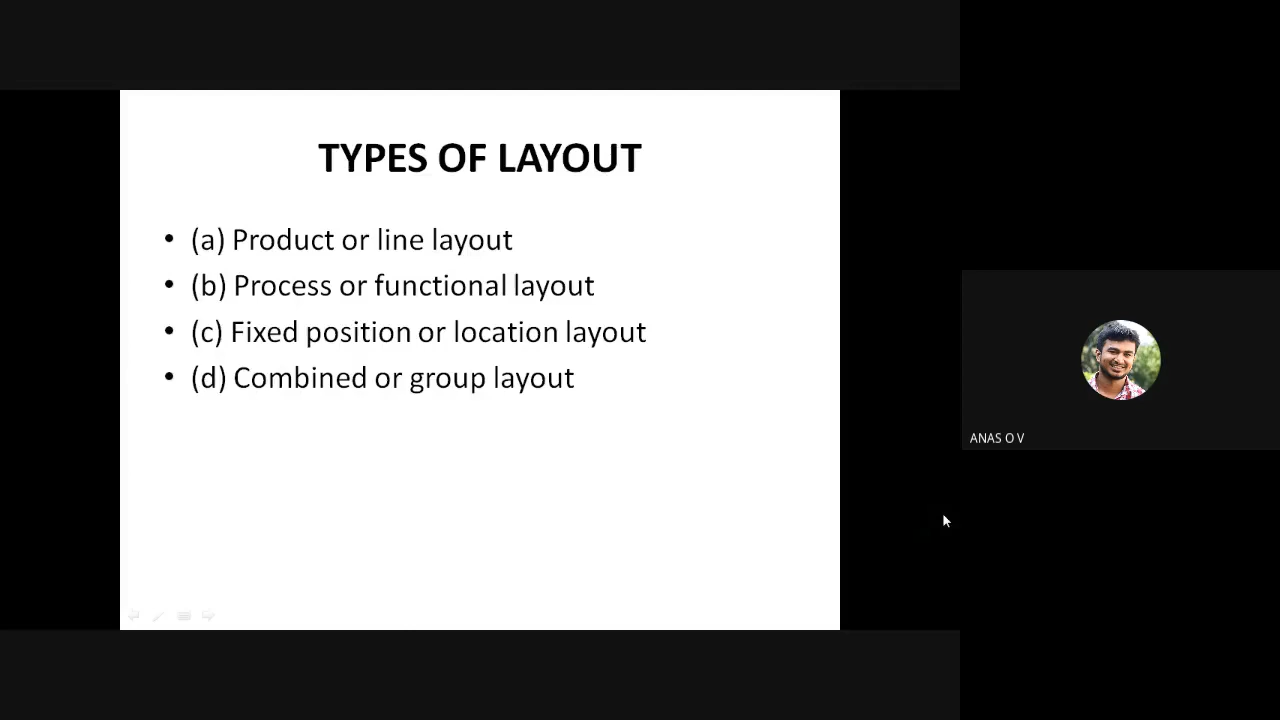 TYPES OF LAYOUT
• (a) Product or line layout
• (b) Process or functional layout
• (c) Fixed position or location layout
• (d) Combined or group layout
ANAS O V